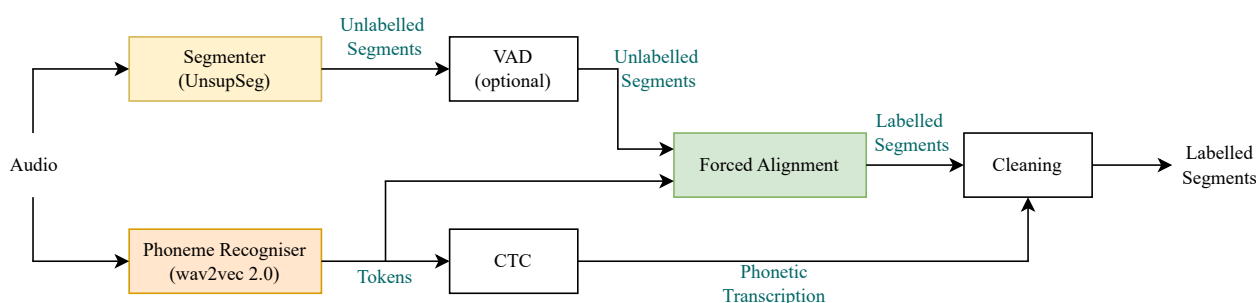 Unlabelled
Segments
Segmenter
(UnsupSeg)
VAD
(optional)
Unlabelled
Segments
Audio
Forced Alignment
Labelled
Segments
Cleaning
Labelled
Segments
Phoneme Recogniser
(wav2vec 2.0)
Tokens
CTC
Phonetic
Transcription